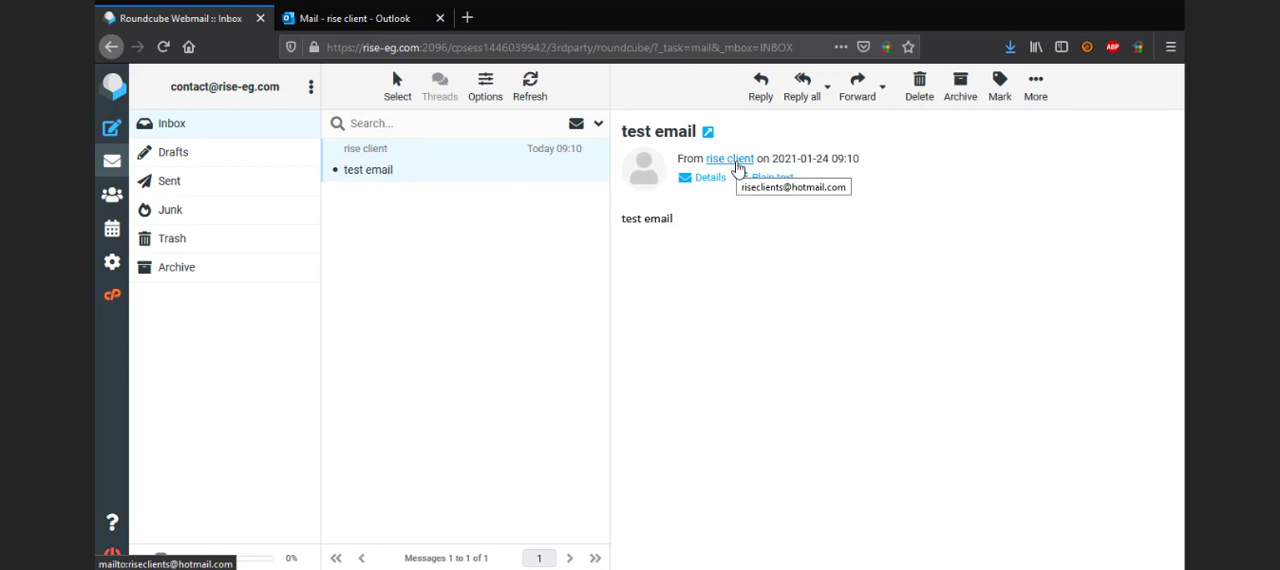 Roundcube Webmail :: Inbox
Mail - rise client - Outlook
https://rise-eg.com:2096/cpsess1446039942/3rdparty/roundcube/?_task=mail&_mbox=INBOX
ABP
contact@rise-eg.com
Select
Threads
Options
Refresh
Reply
Reply all
Forward
Delete
Archive
Mark
More
Inbox
Drafts
Sent
Junk
Trash
Archive
cP
?
Search...
rise client
Today 09:10
test email
test email
From rise client on 2021-01-24 09:10
Details
Plain text
riseclients@hotmail.com
test email
0%
Messages 1 to 1 of 1
1
mailto:riseclients@hotmail.com